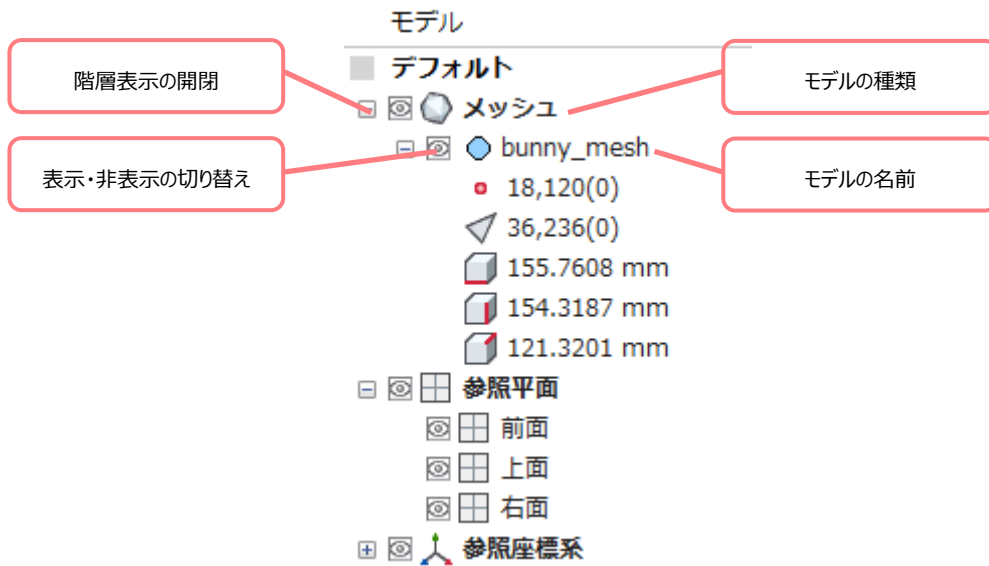 モデル
デフォルト
階層表示の開閉
モデルの種類
メッシュ
表示・非表示の切り替え
bunny_mesh
モデルの名前
18,120(0)
36,236(0)
155.7608 mm
154.3187 mm
121.3201 mm
参照平面
前面
上面
右面
参照座標系